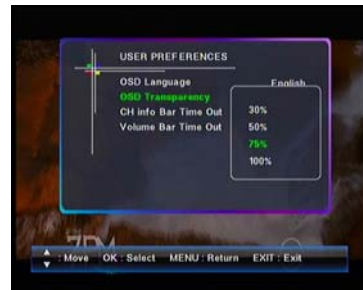 USER PREFERENCES
OSD Language English
OSD Transparency
CH info Bar Time Out
Volume Bar Time Out
30%
50%
75%
100%
: Move OK : Select MENU : Return EXIT : Exit